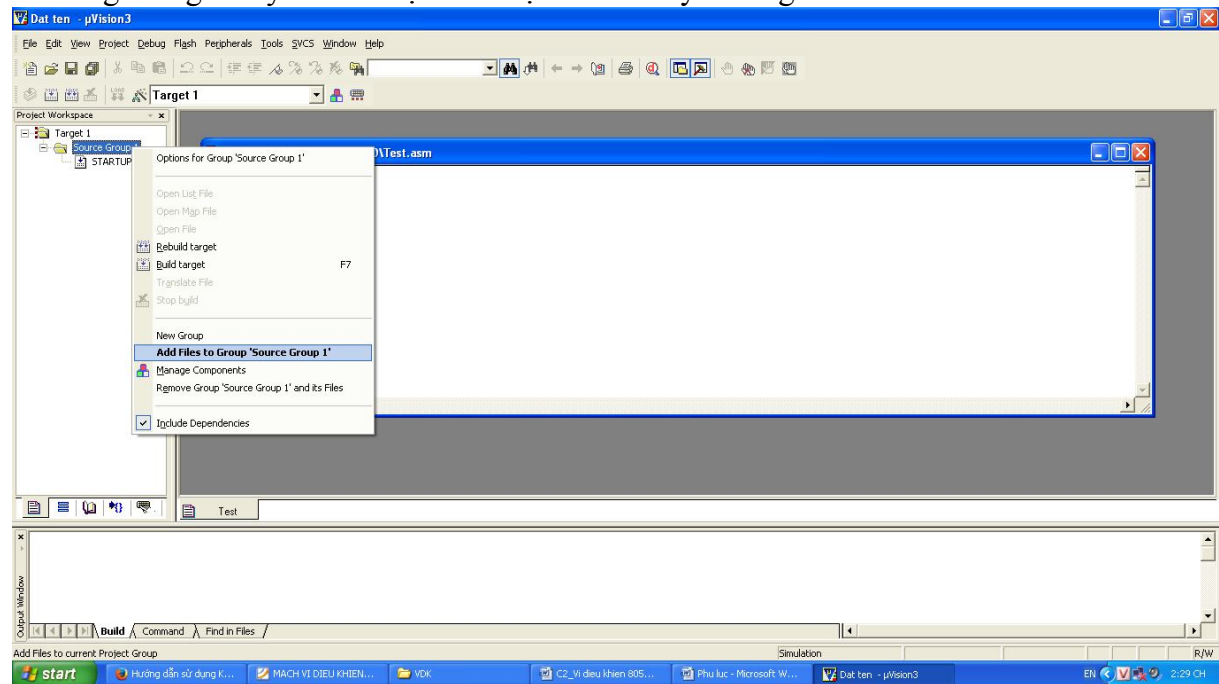 Dat ten - µVision3
File Edit View Project Debug Flash Peripherals Tools SVCS Window Help
Target 1
Project Workspace
Target 1
Source Group 1
STARTUP
\Test.asm
Options for Group 'Source Group 1'
Open List File
Open Map File
Open File
Rebuild target
Build target F7
Translate File
Stop build
New Group
Add Files to Group 'Source Group 1'
Manage Components
Remove Group 'Source Group 1' and its Files
Include Dependencies
Test
Output Window
Build Command Find in Files
Add Files to current Project Group Simulation R/W
start Hướng dẫn sử dụng K... MACH VI DIEU KHIEN... VDK C2_Vi dieu khien 805... Phu luc - Microsoft W... Dat ten - µVision3 EN 2:29 CH